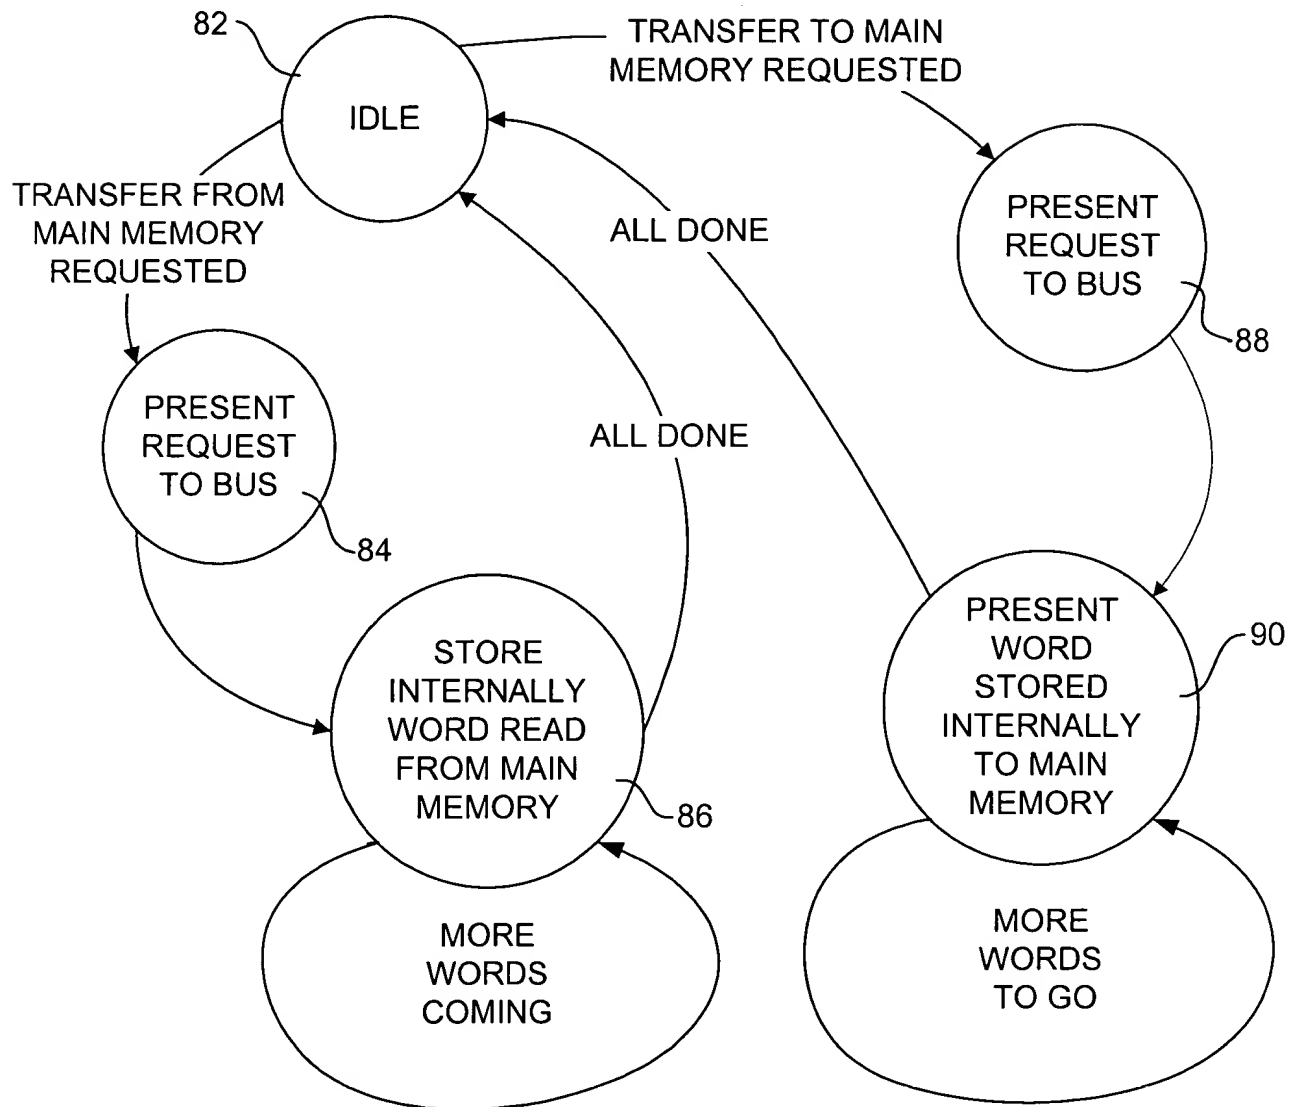 82
IDLE
TRANSFER TO MAIN
MEMORY REQUESTED
TRANSFER FROM
MAIN MEMORY
REQUESTED
ALL DONE
PRESENT
REQUEST
TO BUS
88
PRESENT
REQUEST
TO BUS
84
ALL DONE
STORE
INTERNALLY
WORD READ
FROM MAIN
MEMORY
86
PRESENT
WORD
STORED
INTERNALLY
TO MAIN
MEMORY
90
MORE
WORDS
COMING
MORE
WORDS
TO GO